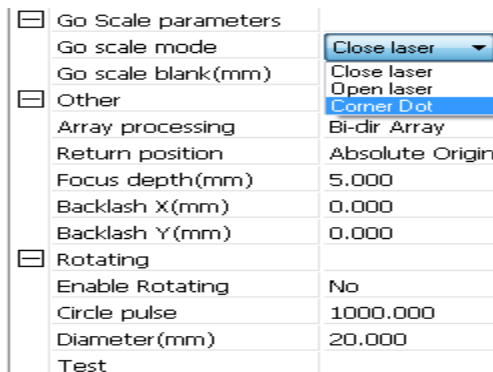 Go Scale parameters
Go scale mode Close laser
Go scale blank(mm) Close laser
Open laser
Other Corner Dot
Array processing Bi-dir Array
Return position Absolute Origin
Focus depth(mm) 5.000
Backlash X(mm) 0.000
Backlash Y(mm) 0.000
Rotating
Enable Rotating No
Circle pulse 1000.000
Diameter(mm) 20.000
Test